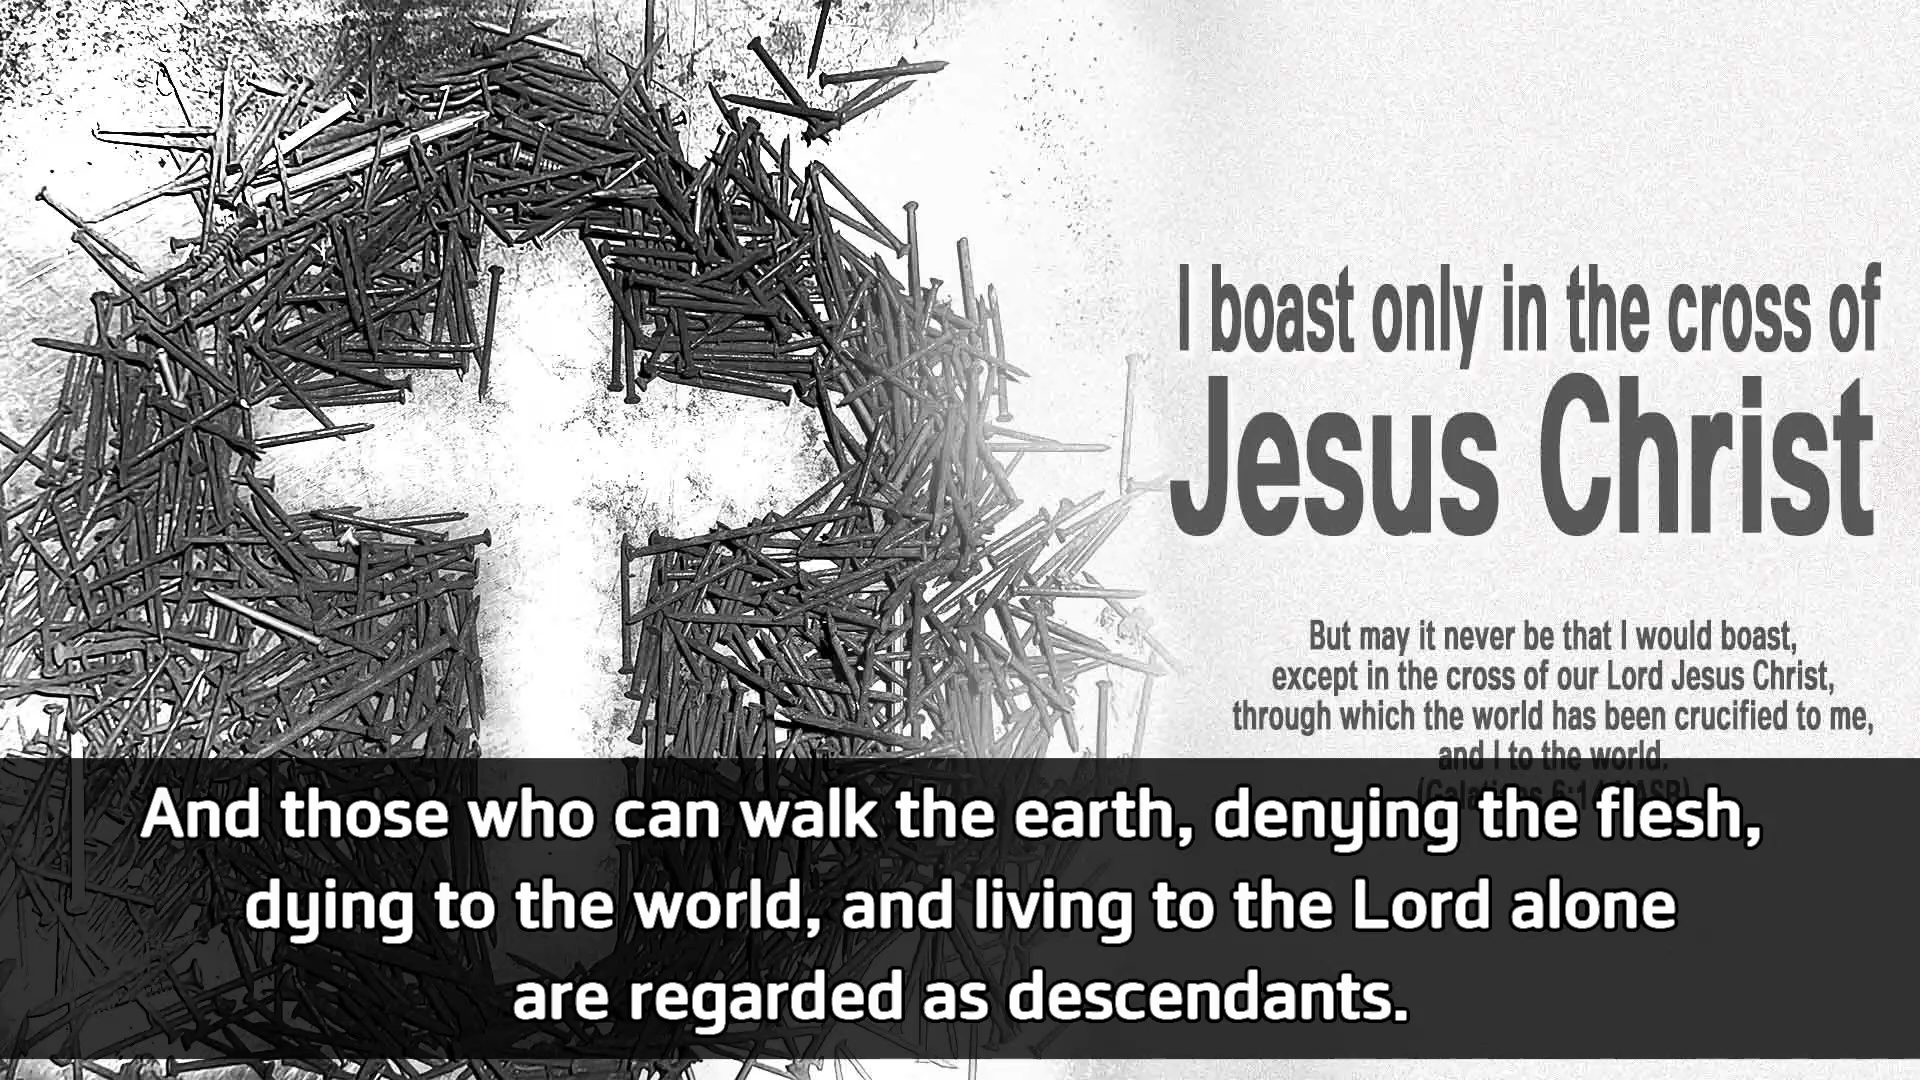 I boast only in the cross of
Jesus Christ
But may it never be that I would boast,
except in the cross of our Lord Jesus Christ,
through which the world has been crucified to me,
and I to the world.
And those who can walk the earth, denying the flesh,
dying to the world, and living to the Lord alone
are regarded as descendants.